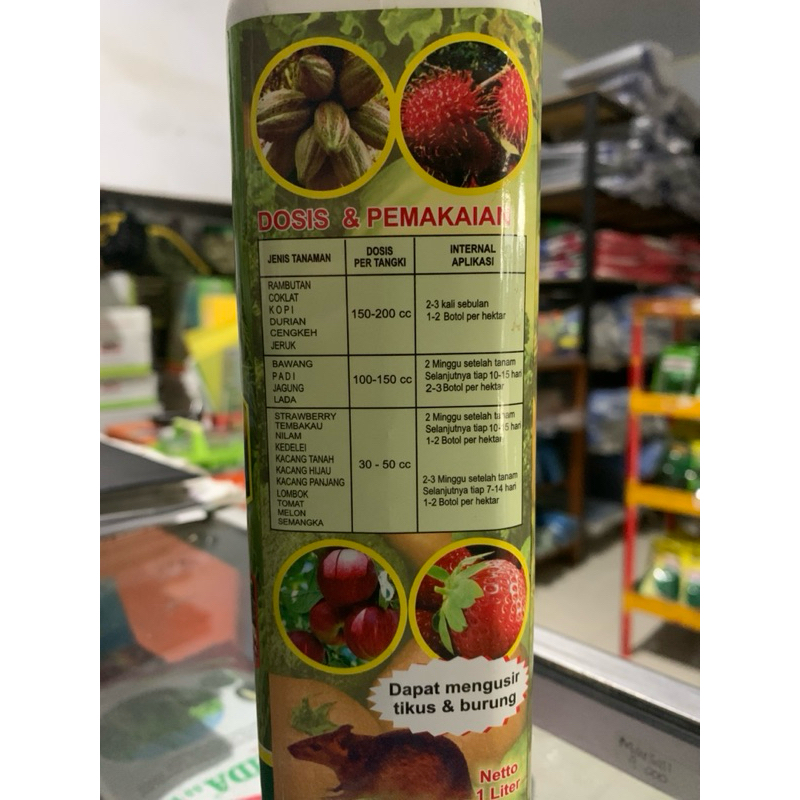 DOSIS & PEMAKAIAN
JENIS TANAMAN
DOSIS PER TANGKI
INTERNAL APLIKASI
RAMBUTAN
COKLAT
KOPI
DURIAN
CENGKEH
JERUK
150-200 cc
2-3 kali sebulan
1-2 Botol per hektar
BAWANG
PADI
JAGUNG
LADA
100-150 cc
2 Minggu setelah tanam
Selanjutnya tiap 10-15 hari
2-3 Botol per hektar
STRAWBERRY
TEMBAKAU
NILAM
KEDELEI
KACANG TANAH
KACANG HIJAU
KACANG PANJANG
LOMBOK
TOMAT
MELON
SEMANGKA
30 - 50 cc
2 Minggu setelah tanam
Selanjutnya tiap 10-15 hari
1-2 Botol per hektar
2-3 Minggu setelah tanam
Selanjutnya tiap 7-14 hari
1-2 Botol per hektar
Dapat mengusir
tikus & burung
Netto
1 Liter